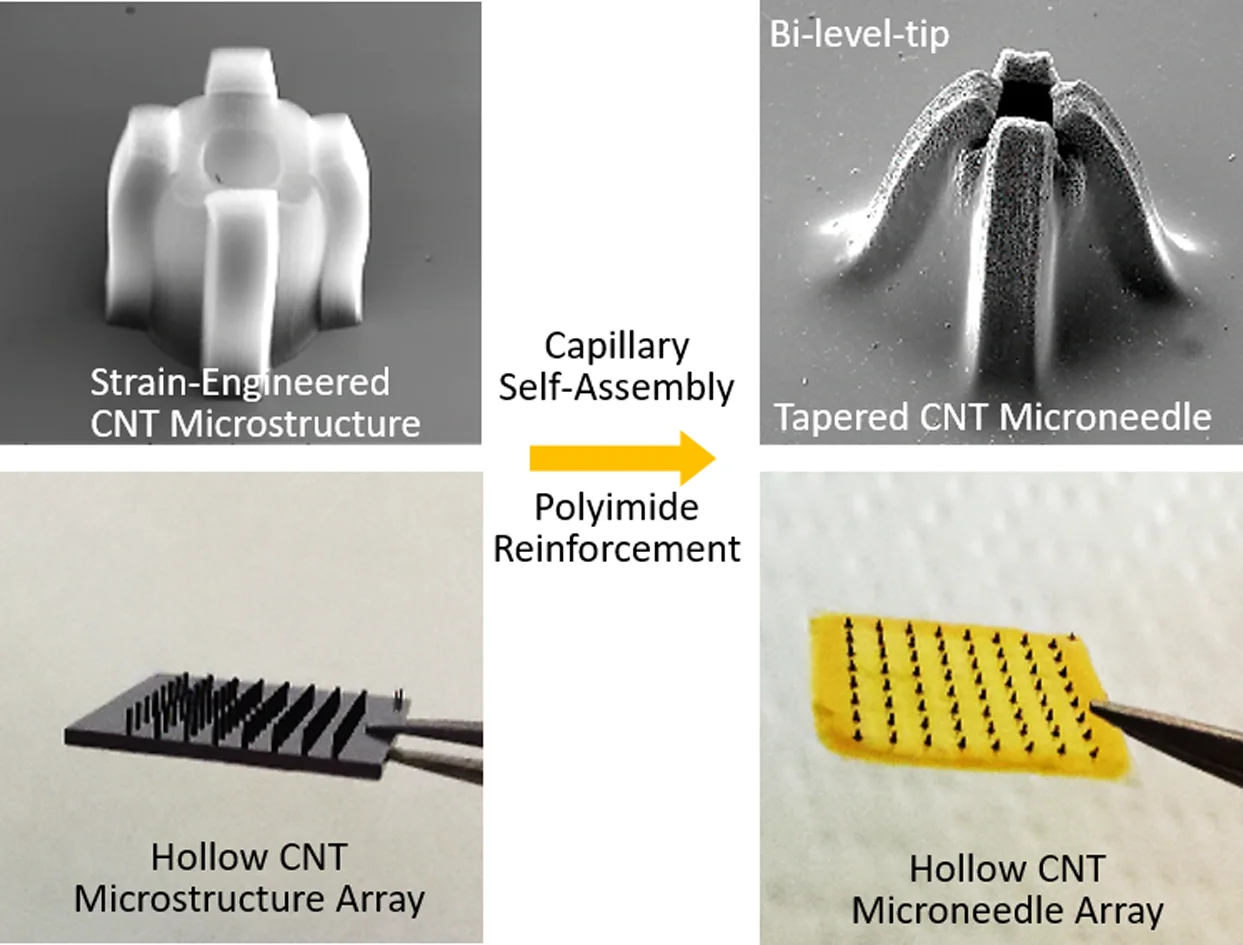 Bi-level-tip
Strain-Engineered
CNT Microstructure
Capillary
Self-Assembly
Tapered CNT Microneedle
Polyimide
Reinforcement
Hollow CNT
Microstructure Array
Hollow CNT
Microneedle Array